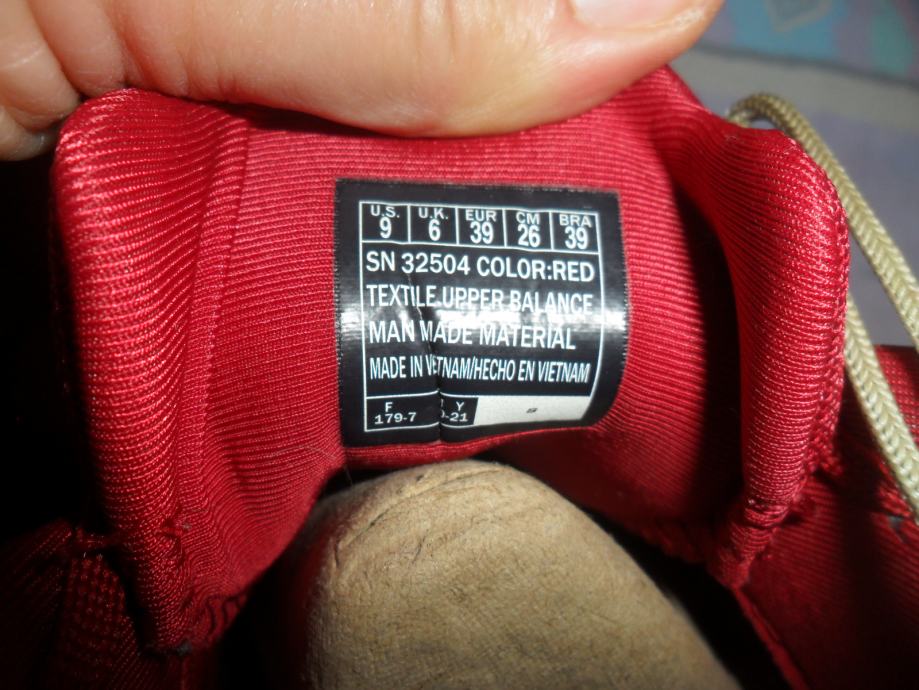 U.S. U.K. EUR CM BRA
9 6 39 26 39
SN 32504 COLOR:RED
TEXTILE UPPER BALANCE
MAN MADE MATERIAL
MADE IN VIETNAM/HECHO EN VIETNAM
F Y
179-7 -21